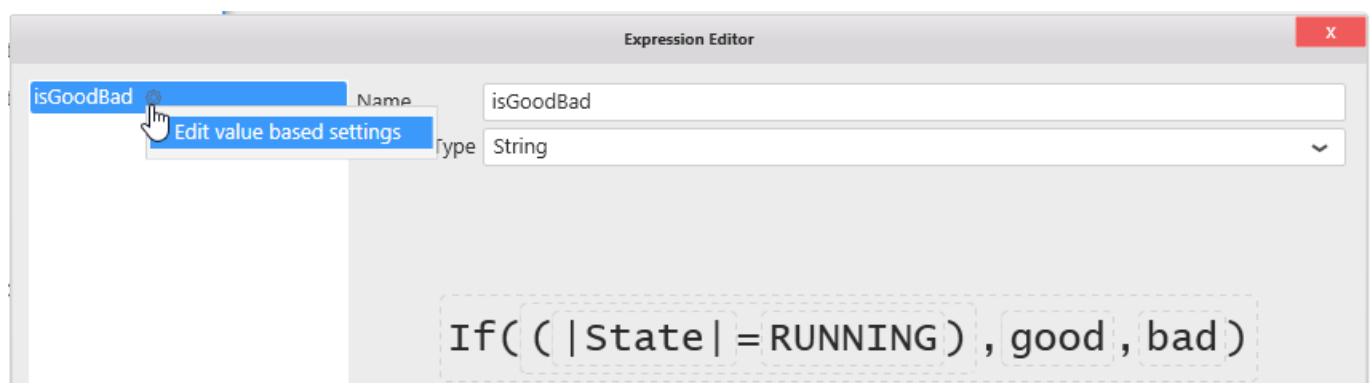 Expression Editor
X
isGoodBad
Name
isGoodBad
Edit value based settings
Type
String
If((|State|=RUNNING),good,bad)